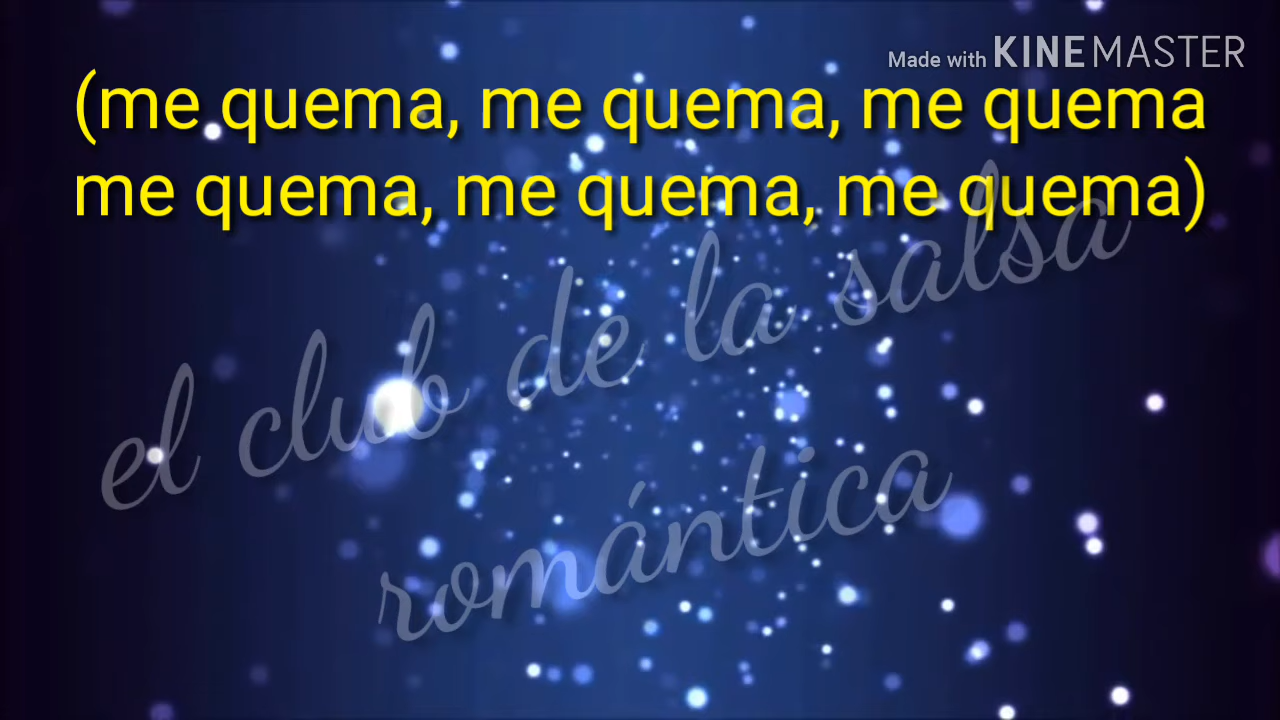 Made with KINEMASTER
(me quema, me quema, me quema
me quema, me quema, me quema)
el club de la salsa
romántica